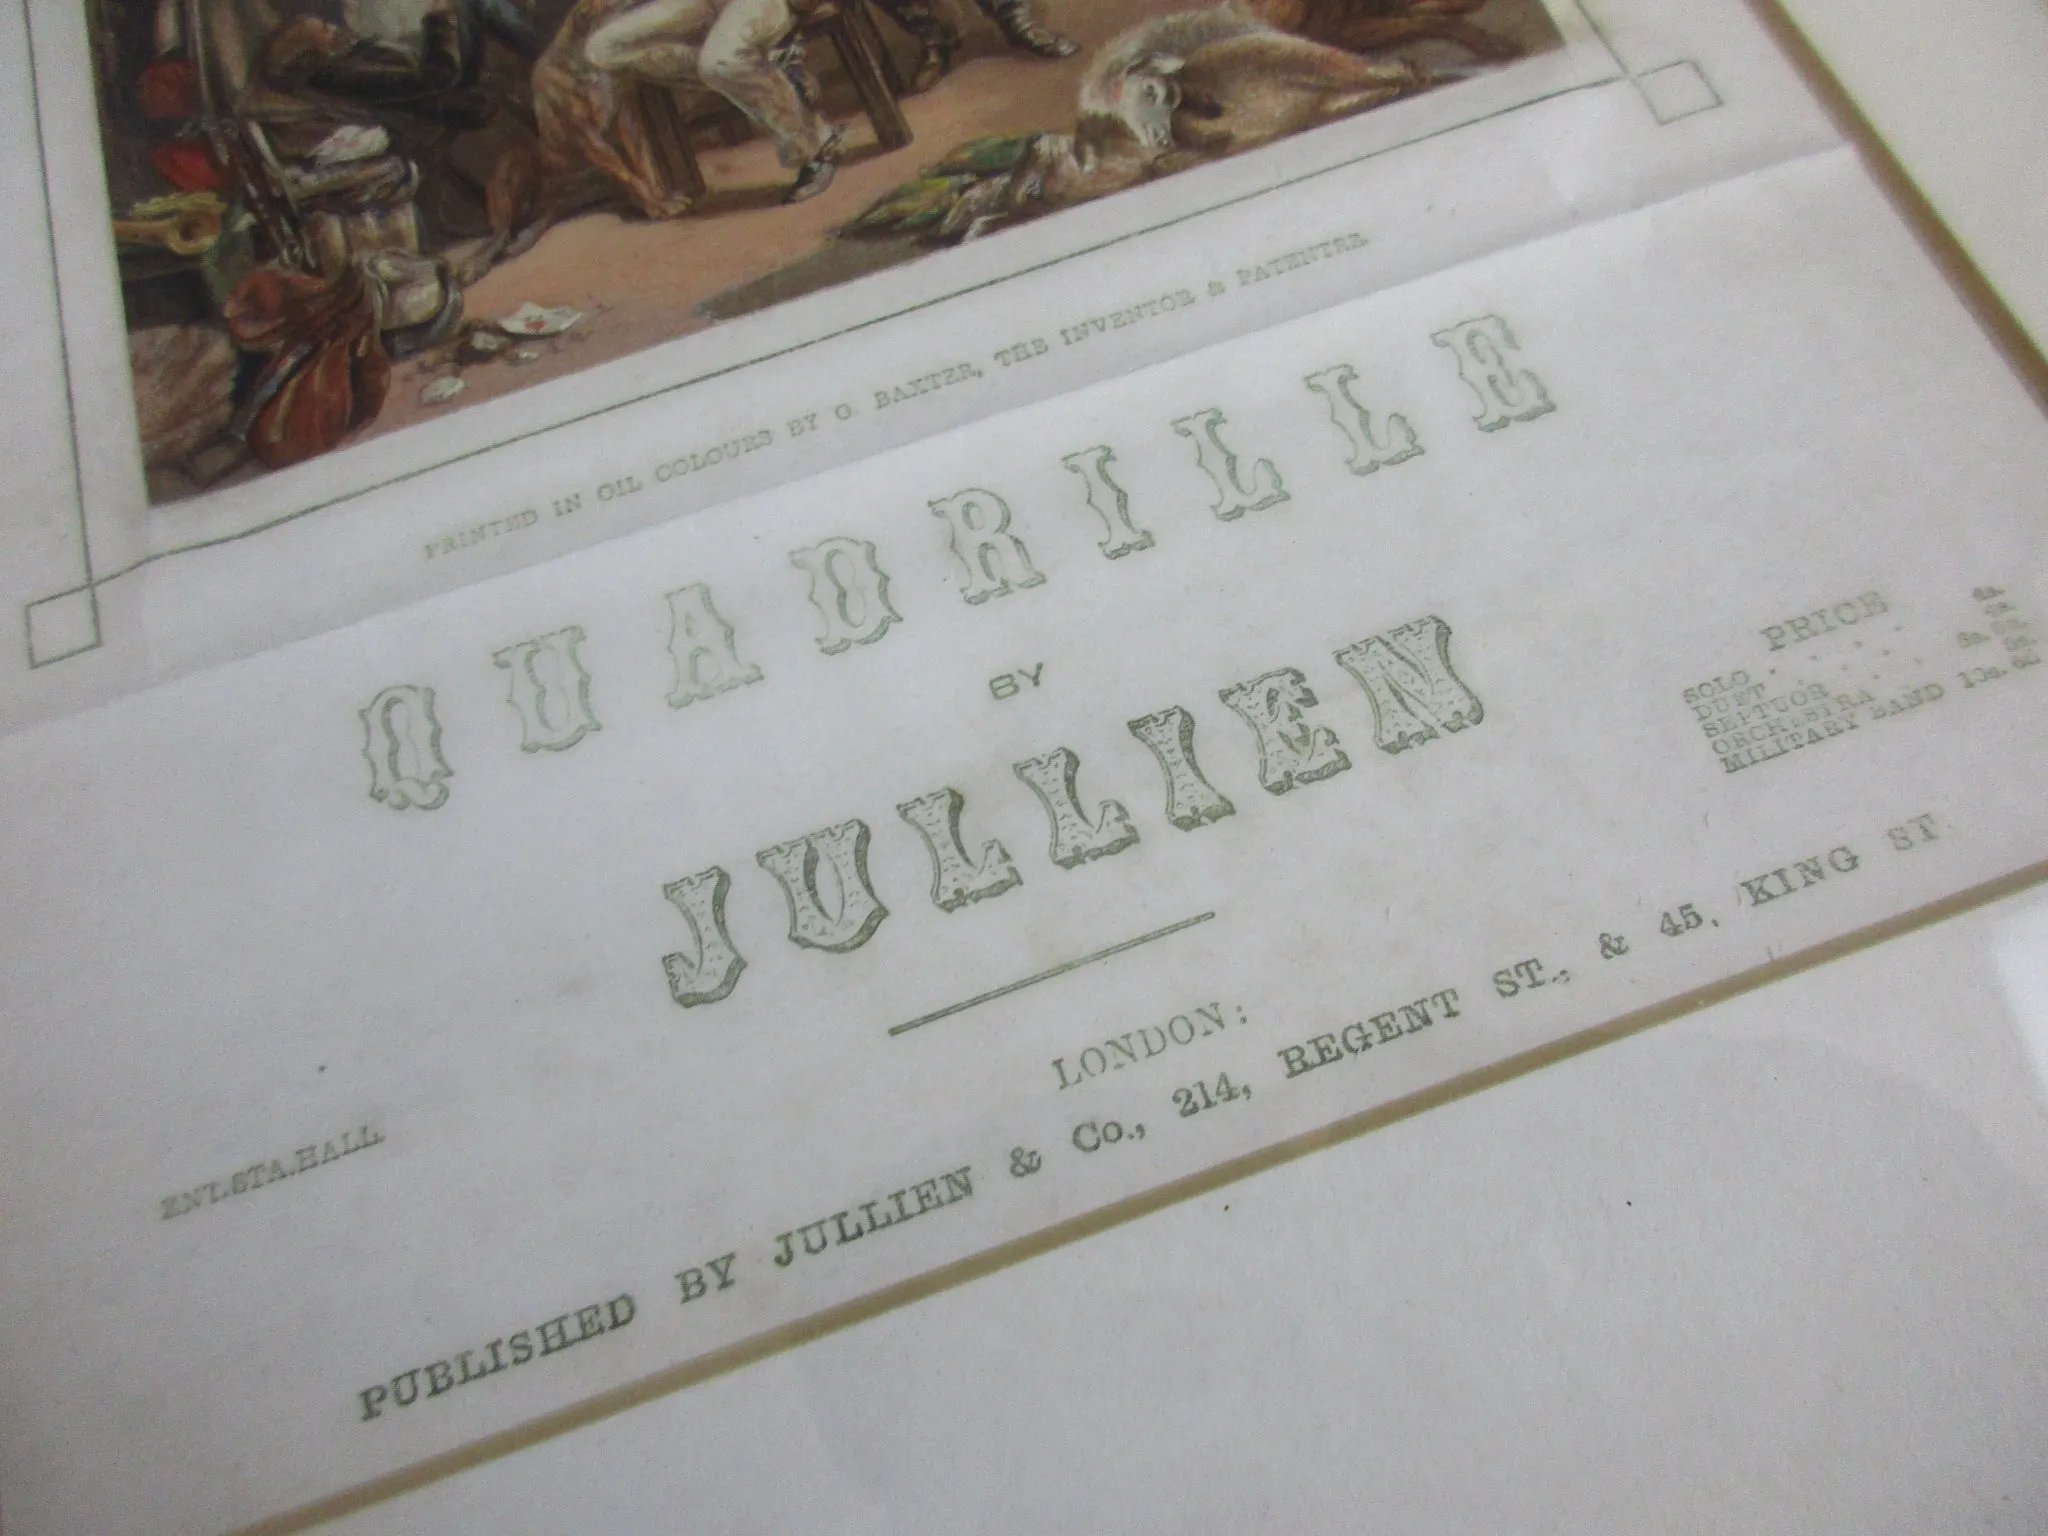 PRINTED IN OIL COLOURS BY G. BAXTER, THE INVENTOR & PATENTEE.
QUADRILLE
BY
JULLIEN
PRICE
SOLO
DUET
SEPTUOR
ORCHESTRA
MILITARY BAND 10s.
LONDON:
ENT. STA. HALL
PUBLISHED BY JULLIEN & Co., 214, REGENT ST., & 45, KING ST